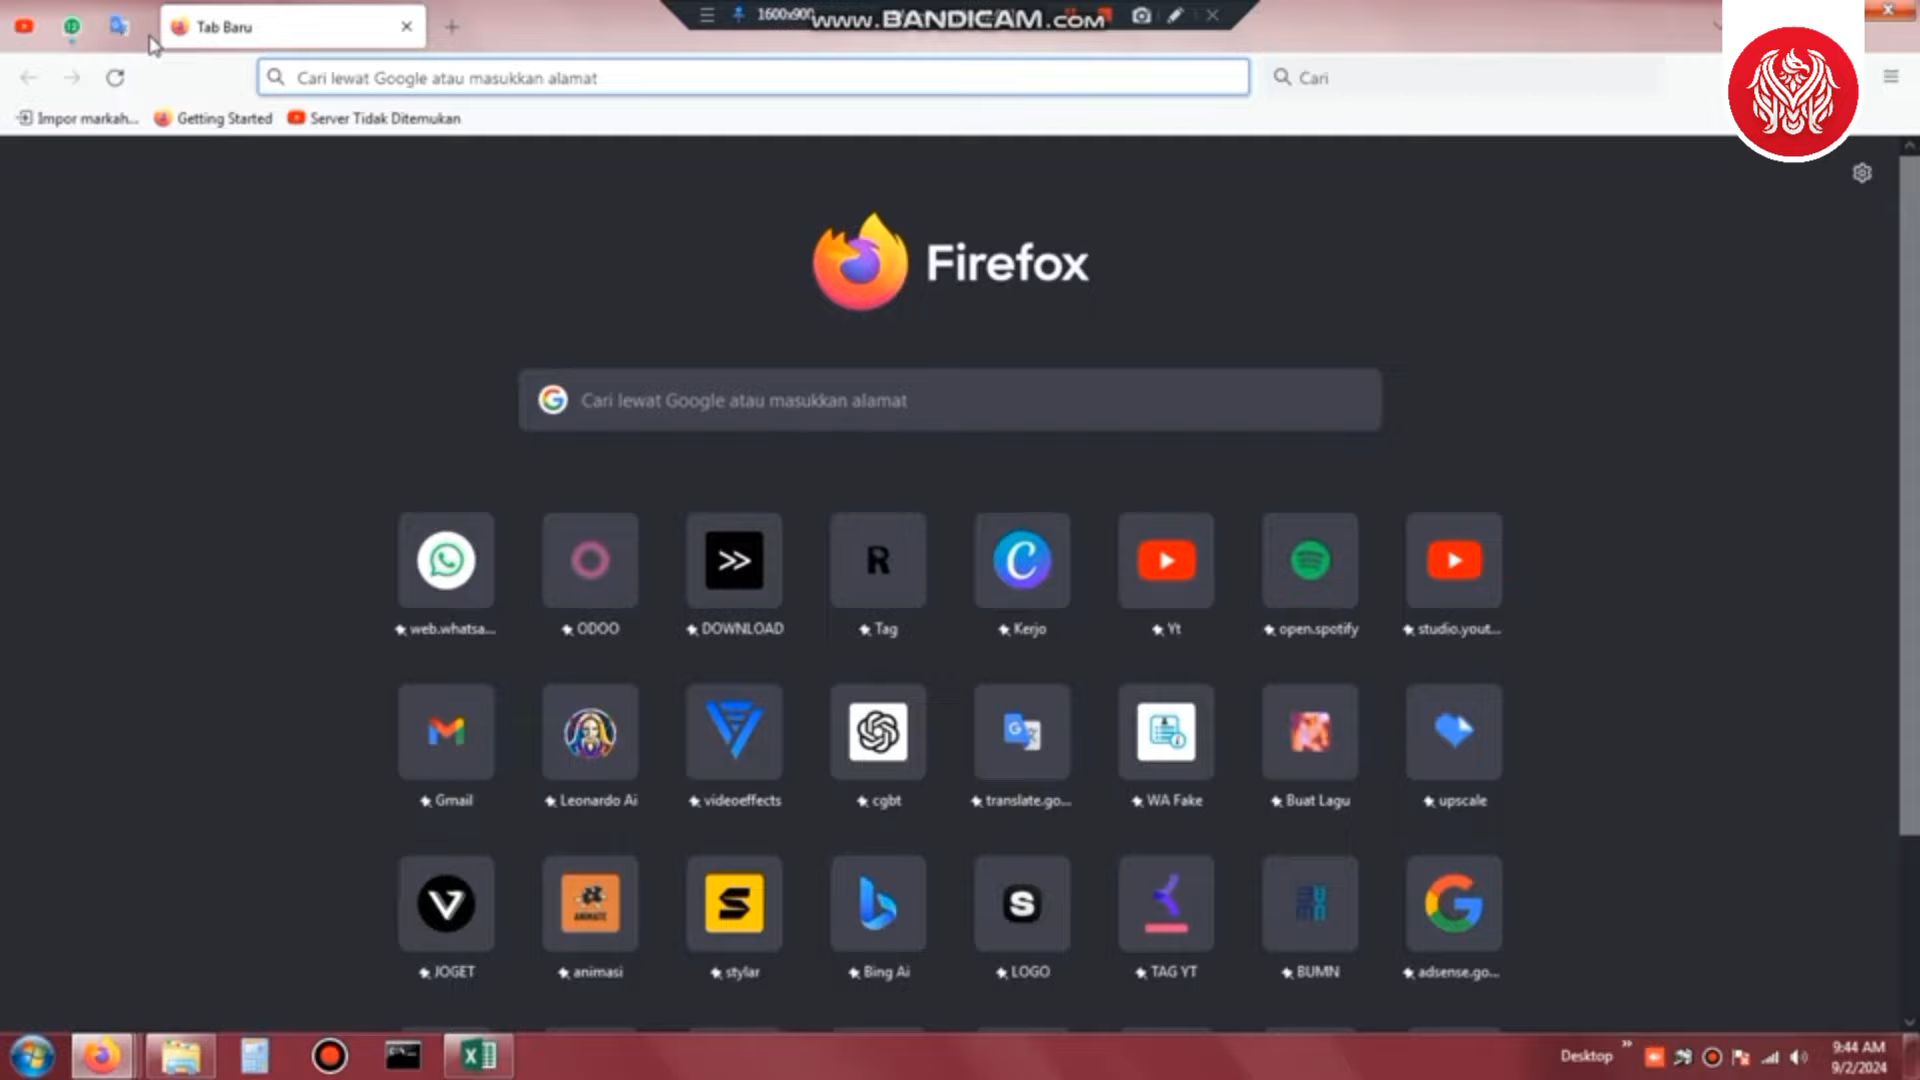 Tab Baru
1600x900
www.BANDICAM.com
Cari lewat Google atau masukkan alamat
Cari
Impor markah...
Getting Started
Server Tidak Ditemukan
Firefox
Cari lewat Google atau masukkan alamat
web.whatsa...
ODOO
DOWNLOAD
Tag
Kerjo
Yt
open.spotify
studio.yout...
Gmail
Leonardo Ai
videoeffects
cgbt
translate.go...
WA Fake
Buat Lagu
upscale
ANIMATE
JOGET
animasi
stylar
Bing Ai
LOGO
TAG YT
BUMN
adsense.go...
Desktop
9:44 AM
9/2/2024